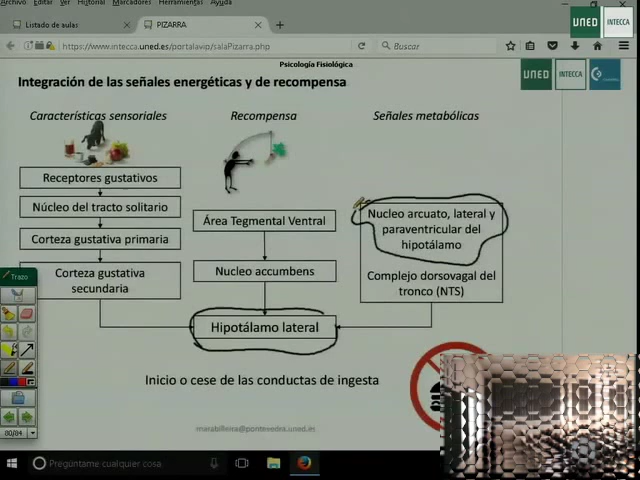 Archivo Editar Ver Historial Marcadores Herramientas Ayuda
Listado de aulas
PIZARRA
https://www.intecca.uned.es/portalavip/salaPizarra.php
Buscar
UNED
INTECCA
Psicología Fisiológica
Integración de las señales energéticas y de recompensa
UNED
INTECCA
Características sensoriales
Recompensa
Señales metabólicas
Receptores gustativos
Núcleo del tracto solitario
Corteza gustativa primaria
Corteza gustativa
secundaria
Área Tegmental Ventral
Nucleo accumbens
Nucleo arcuato, lateral y
paraventricular del
hipotálamo
Complejo dorsovagal del
tronco (NTS)
Hipotálamo lateral
Inicio o cese de las conductas de ingesta
Trazo
80/84
Pregúntame cualquier cosa